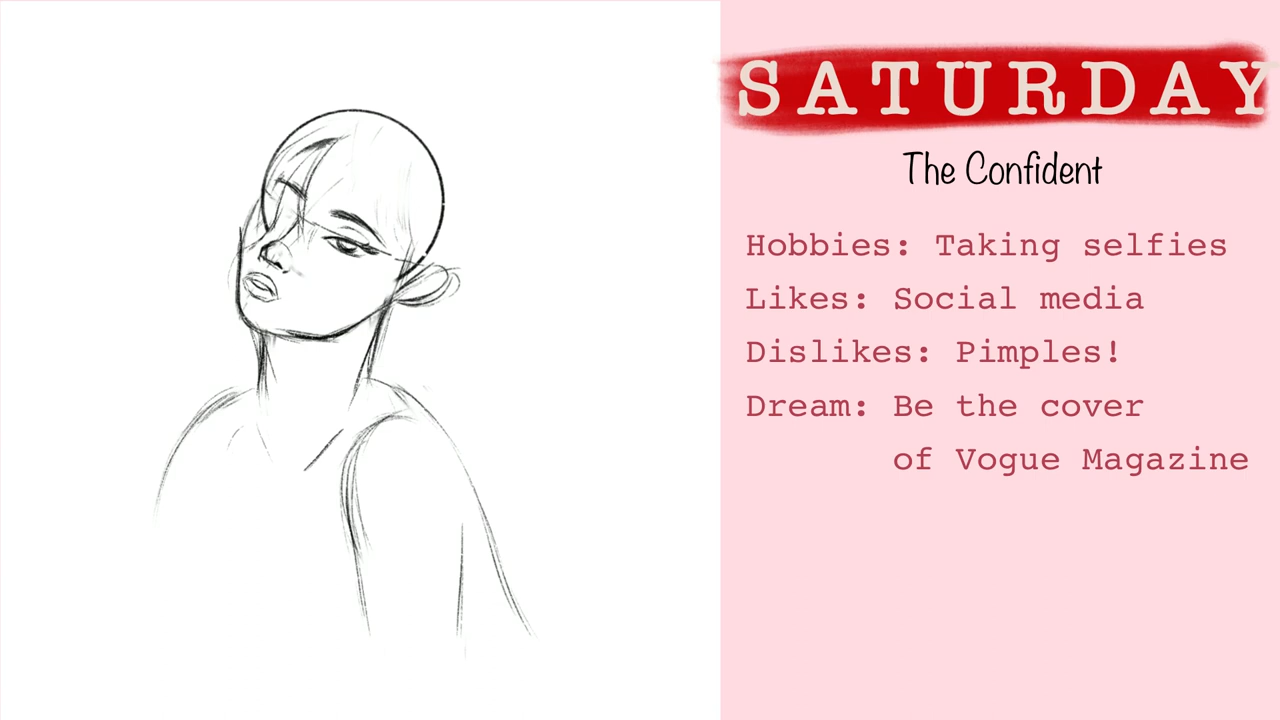 SATURDAY
The Confident
Hobbies: Taking selfies
Likes: Social media
Dislikes: Pimples!
Dream: Be the cover
of Vogue Magazine